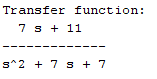 Transfer function:
7 s + 11
-------------
s^2 + 7 s + 7